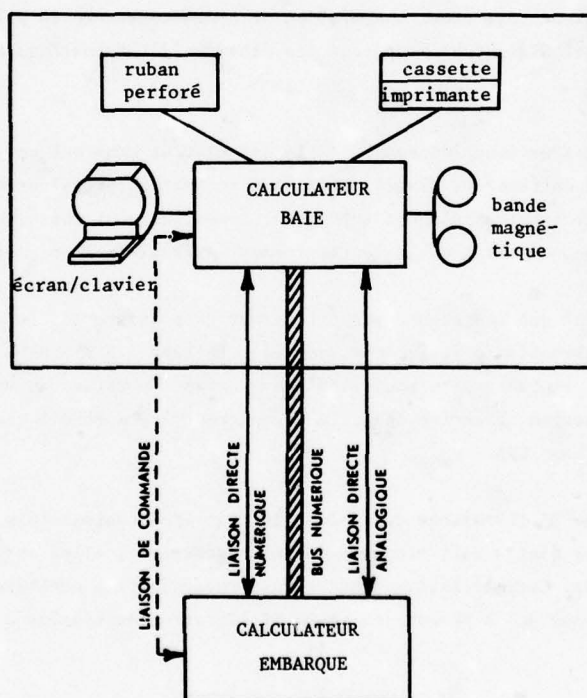 ruban
perforé
cassette
imprimante
CALCULATEUR
BAIE
bande
magné-
tique
écran/clavier
LIAISON DE COMMANDE
LIAISON DIRECTE
NUMERIQUE
BUS NUMERIQUE
LIAISON DIRECTE
ANALOGIQUE
CALCULATEUR
EMBARQUE